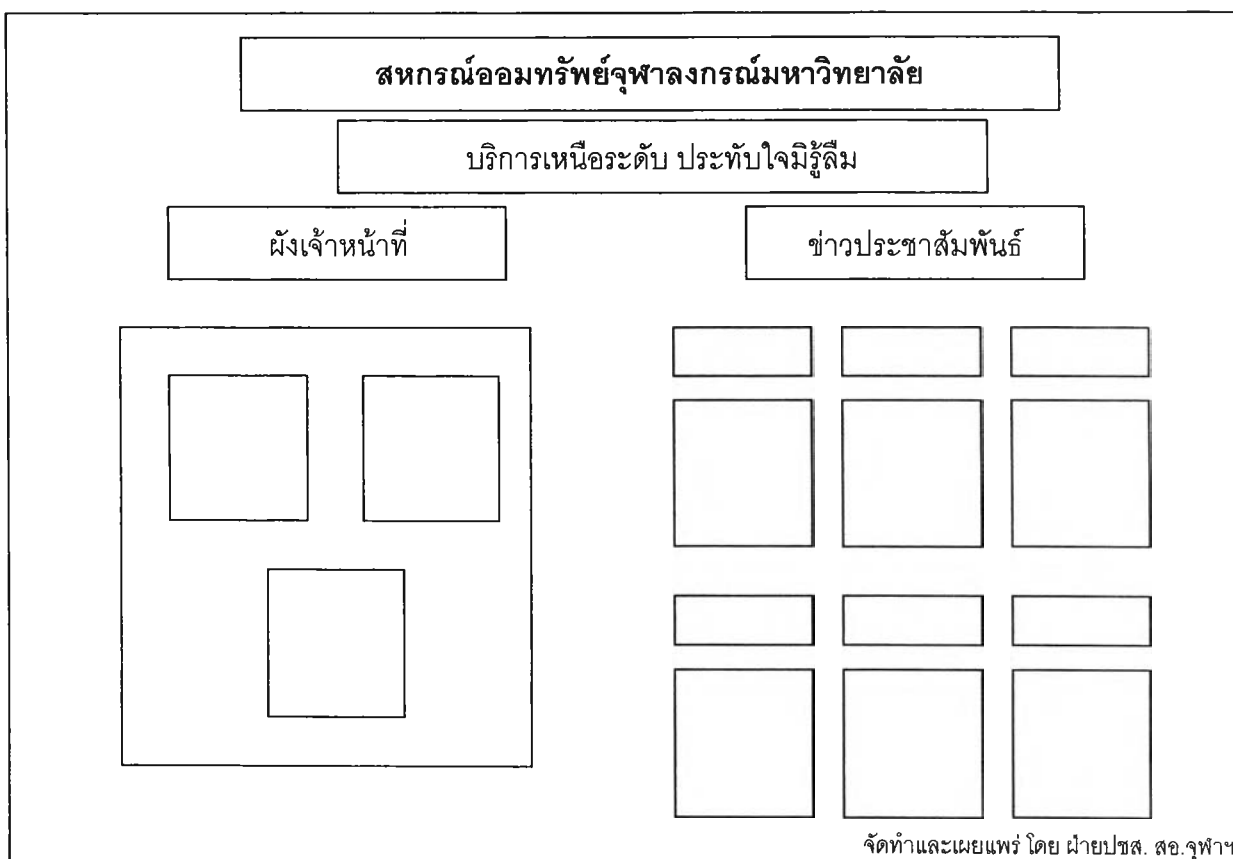 สหกรณ์ออมทรัพย์จุฬาลงกรณ์มหาวิทยาลัย
บริการเหนือระดับ ประทับใจมิรู้ลืม
ผังเจ้าหน้าที่
ข่าวประชาสัมพันธ์
จัดทำและเผยแพร่ โดย ฝ่ายปชส. สอ.จุฬาฯ